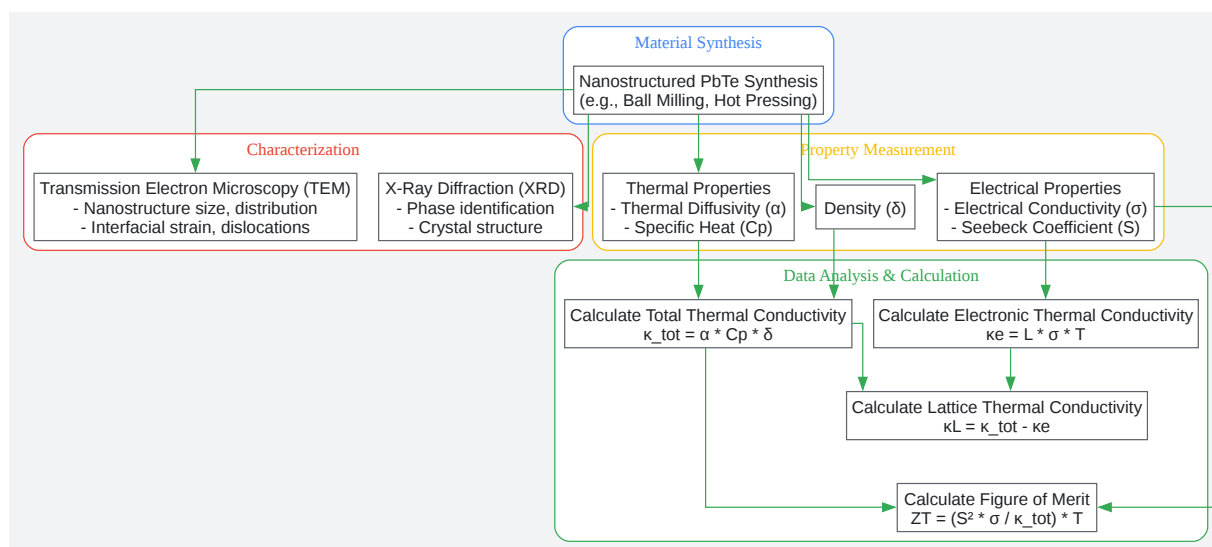 Material Synthesis
Nanostructured PbTe Synthesis
(e.g., Ball Milling, Hot Pressing)
Characterization
Transmission Electron Microscopy (TEM)
- Nanostructure size, distribution
- Interfacial strain, dislocations
X-Ray Diffraction (XRD)
- Phase identification
- Crystal structure
Property Measurement
Thermal Properties
- Thermal Diffusivity (α)
- Specific Heat (Cp)
Density (δ)
Electrical Properties
- Electrical Conductivity (σ)
- Seebeck Coefficient (S)
Data Analysis & Calculation
Calculate Total Thermal Conductivity
κ_tot = α * Cp * δ
Calculate Electronic Thermal Conductivity
κe = L * σ * T
Calculate Lattice Thermal Conductivity
κL = κ_tot - κe
Calculate Figure of Merit
ZT = (S² * σ / κ_tot) * T